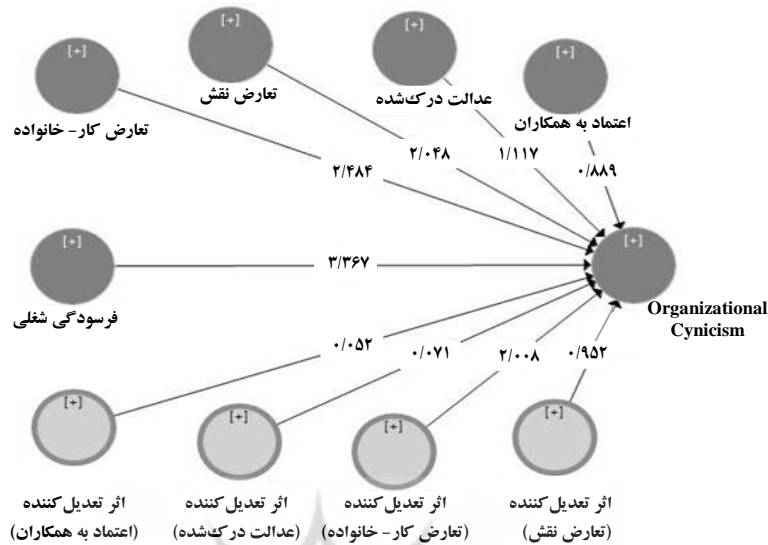 [+]
[+]
[+]
[+]
تعارض کار- خانواده
تعارض نقش
عدالت درک‌شده
اعتماد به همکاران
۲/۴۸۴
۲/۰۴۸
۱/۱۱۷
۰/۸۸۹
[+]
۳/۳۶۷
[+]
فرسودگی شغلی
Organizational
Cynicism
۰/۰۵۲
۰/۰۷۱
۲/۰۰۸
۰/۹۵۲
[+]
[+]
[+]
[+]
اثر تعدیل‌کننده
(اعتماد به همکاران)
اثر تعدیل‌کننده
(عدالت درک‌شده)
اثر تعدیل‌کننده
(تعارض کار- خانواده)
اثر تعدیل‌کننده
(تعارض نقش)